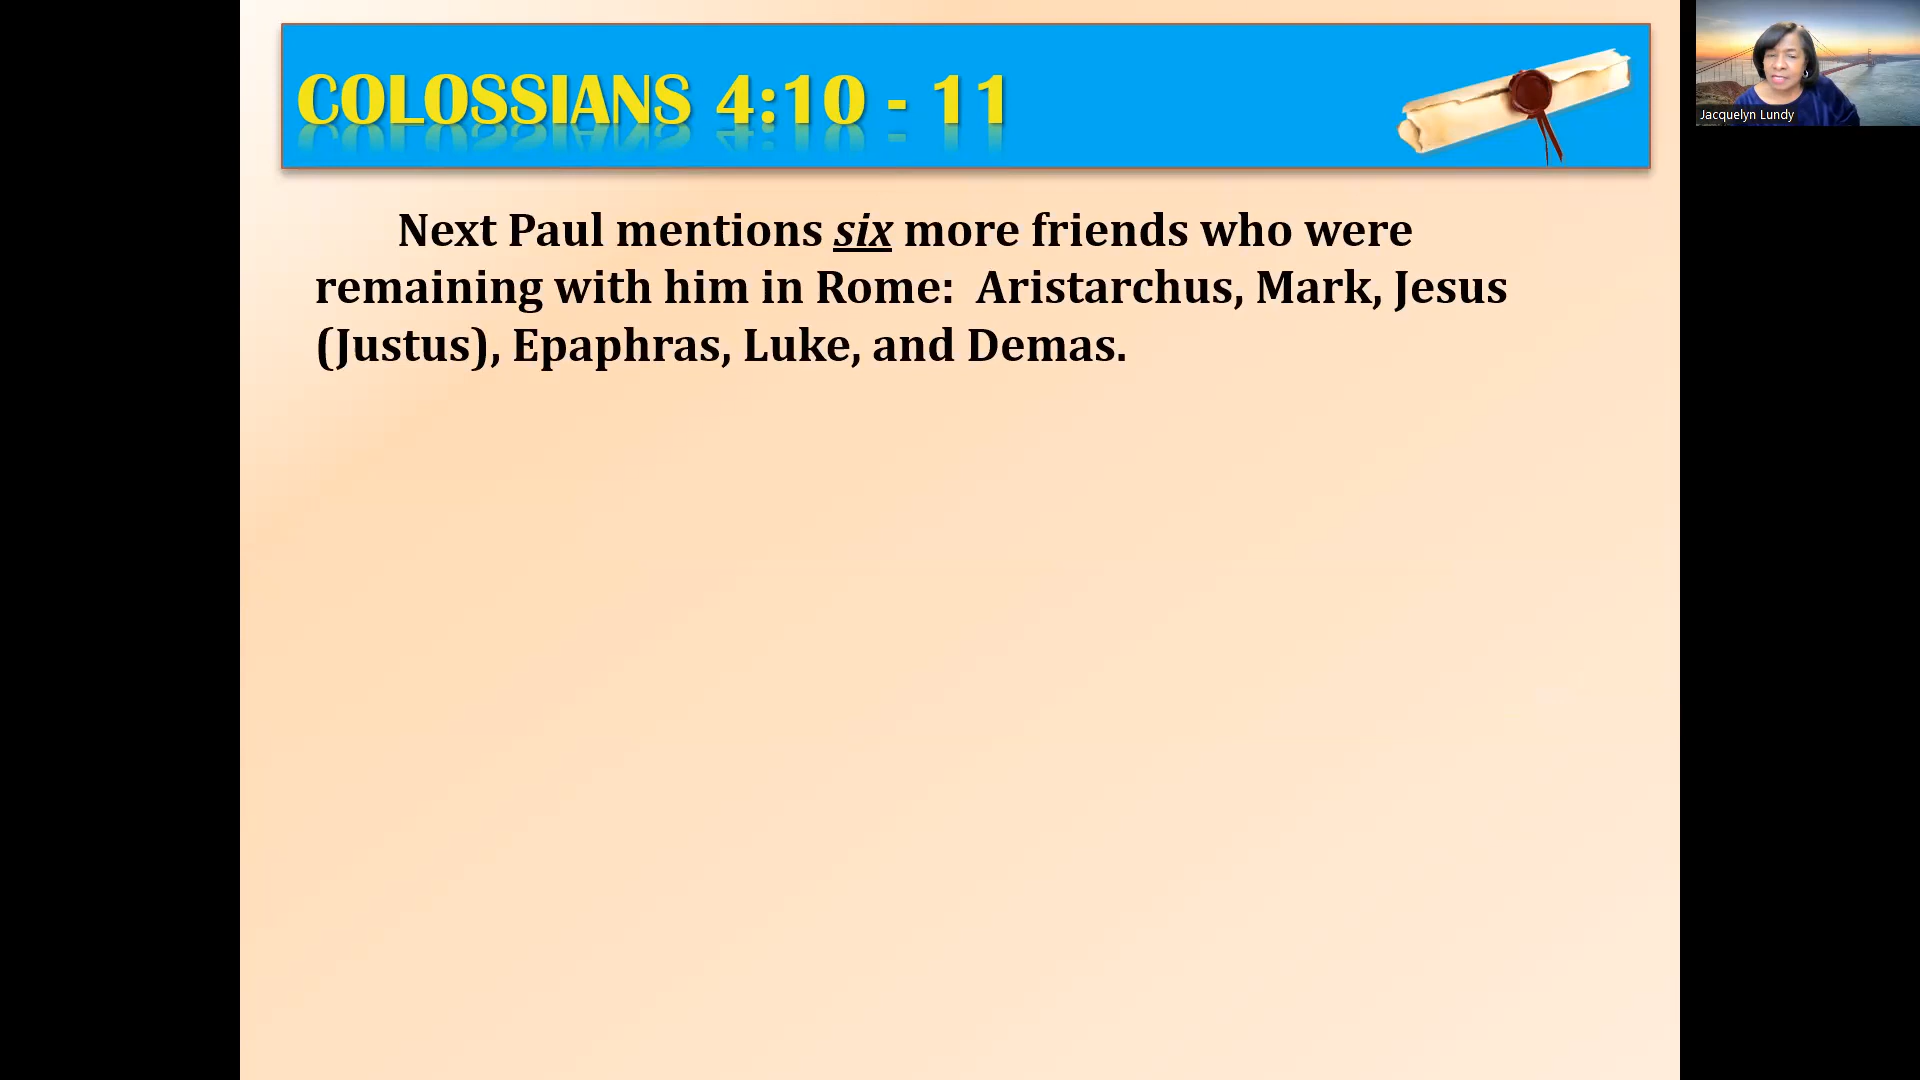 COLOSSIANS 4:10 - 11
Jacquelyn Lundy
Next Paul mentions six more friends who were
remaining with him in Rome:  Aristarchus, Mark, Jesus
(Justus), Epaphras, Luke, and Demas.